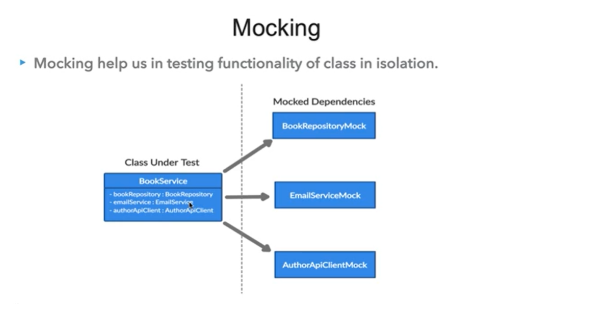 Mocking
Mocking help us in testing functionality of class in isolation.
Mocked Dependencies
BookRepositoryMock
Class Under Test
BookService
- bookRepository : BookRepository
- emailService : EmailService
- authorApiClient : AuthorApiClient
EmailServiceMock
AuthorApiClientMock